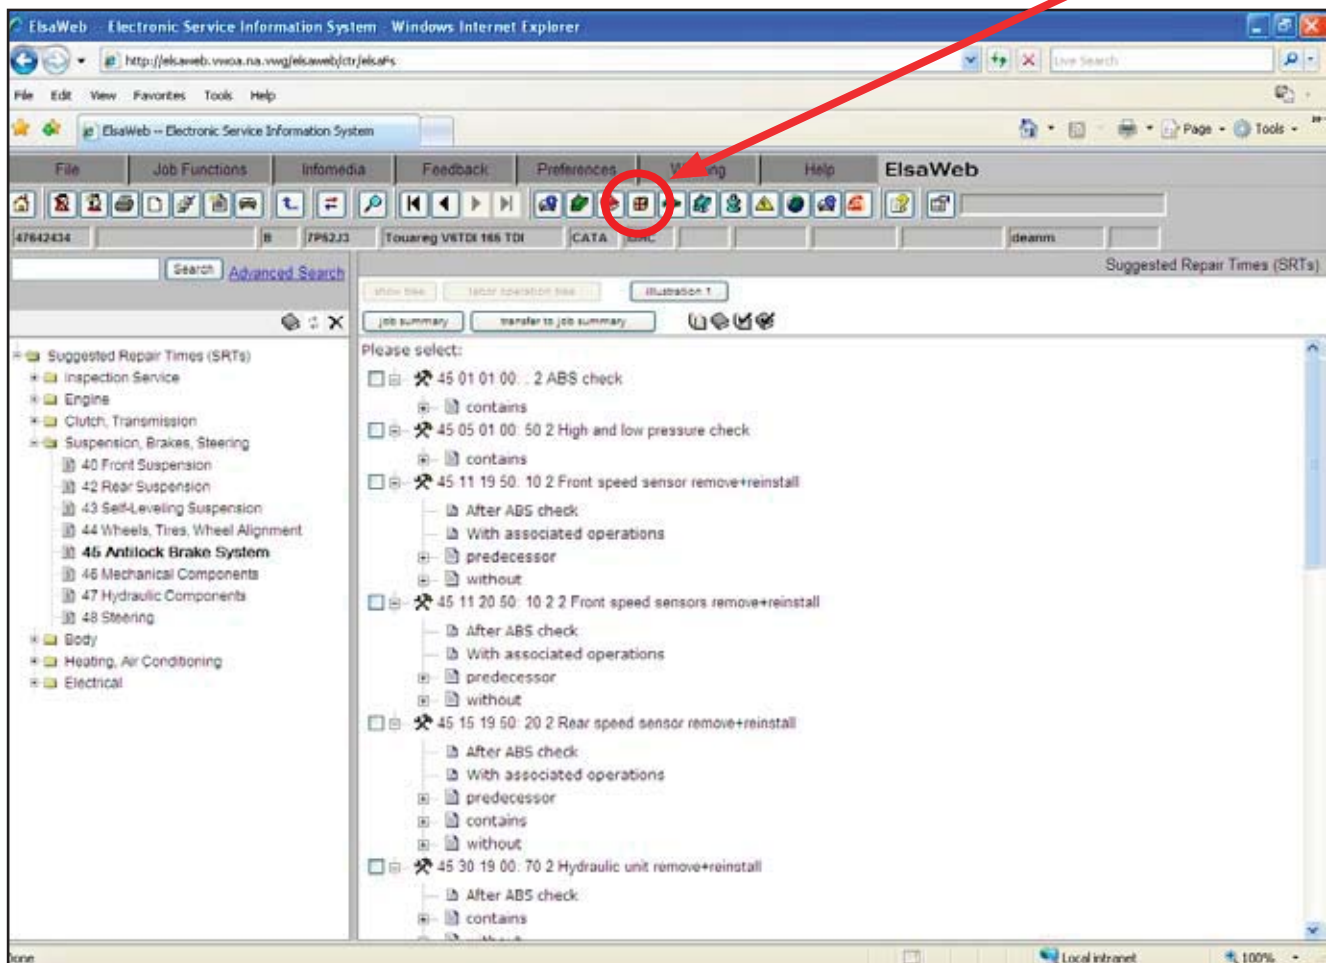 ElsaWeb Electronic Service Information System Windows Internet Explorer
Live Search
File Edit View Favorites Tools Help
ElsaWeb -- Electronic Service Information System
Page Tools
File Job Functions Infomedia Feedback Preferences Help ElsaWeb
47642434 B 7P62J3 Touareg V6TDI 165 TDI CATA deanm
Search Advanced Search
Suggested Repair Times (SRTs)
show tree labor operation tree illustration 1
job summary transfer to job summary
Please select:
Suggested Repair Times (SRTs)
Inspection Service
Engine
Clutch, Transmission
Suspension, Brakes, Steering
40 Front Suspension
42 Rear Suspension
43 Self-Leveling Suspension
44 Wheels, Tires, Wheel Alignment
45 Antilock Brake System
46 Mechanical Components
47 Hydraulic Components
48 Steering
Body
Heating, Air Conditioning
Electrical
45 01 01 00: . 2 ABS check
contains
45 05 01 00: 50 2 High and low pressure check
contains
45 11 19 50: 10 2 Front speed sensor remove+reinstall
After ABS check
With associated operations
predecessor
without
45 11 20 50: 10 2 2 Front speed sensors remove+reinstall
After ABS check
With associated operations
predecessor
without
45 15 19 50: 20 2 Rear speed sensor remove+reinstall
After ABS check
With associated operations
predecessor
contains
without
45 30 19 00: 70 2 Hydraulic unit remove+reinstall
After ABS check
contains
Local intranet 100%